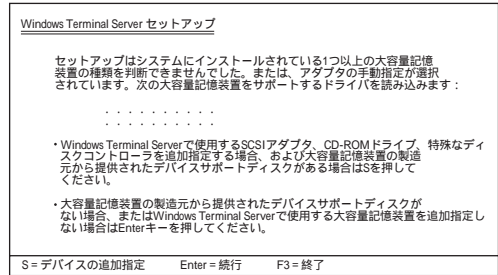 Windows Terminal Server セットアップ
セットアップはシステムにインストールされている1つ以上の大容量記憶
装置の種類を判断できませんでした。または、アダプタの手動指定が選択
されています。次の大容量記憶装置をサポートするドライバを読み込みます：
．．．．．．．．．．
．．．．．．．．．．
・Windows Terminal Serverで使用するSCSIアダプタ、CD-ROMドライブ、特殊なディ
スクコントローラを追加指定する場合、および大容量記憶装置の製造
元から提供されたデバイスサポートディスクがある場合はSを押して
ください。
・大容量記憶装置の製造元から提供されたデバイスサポートディスクが
ない場合、またはWindows Terminal Serverで使用する大容量記憶装置を追加指定し
ない場合はEnterキーを押してください。
S = デバイスの追加指定 Enter = 続行 F3 = 終了